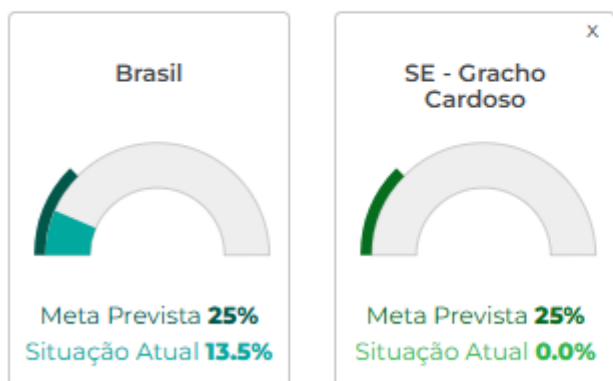 Brasil
Meta Prevista 25%
Situação Atual 13.5%
x
SE - Gracho
Cardoso
Meta Prevista 25%
Situação Atual 0.0%